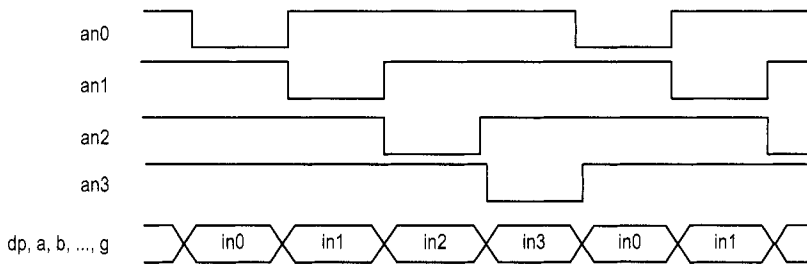 an0
an1
an2
an3
dp, a, b, ..., g in0 in1 in2 in3 in0 in1